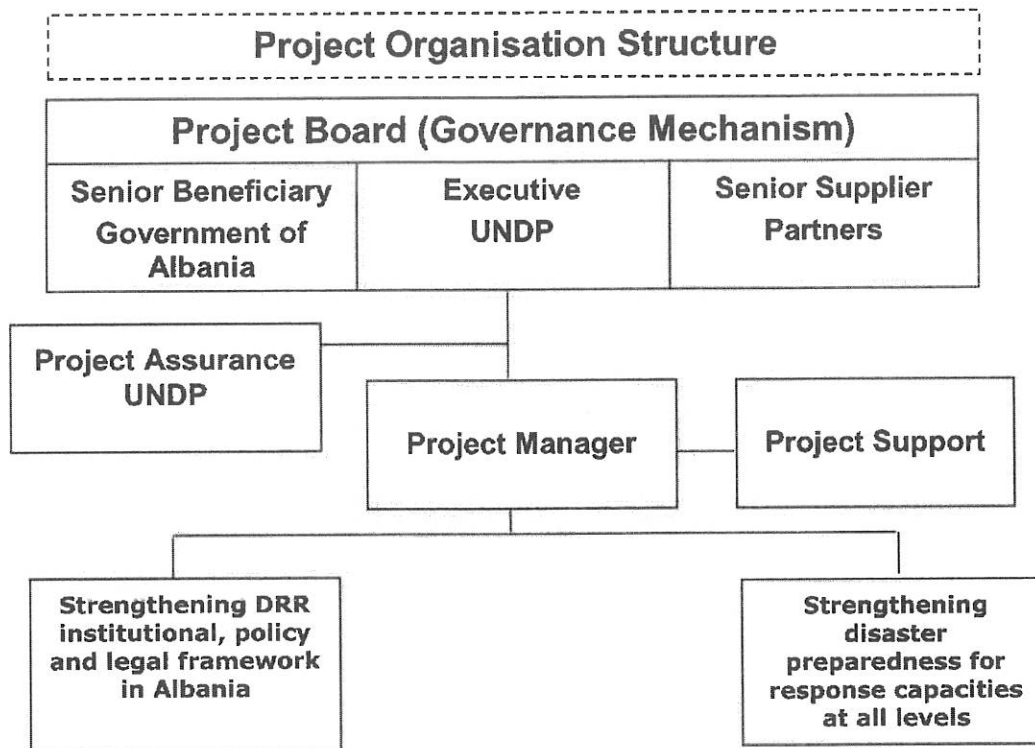 Project Organisation Structure
Project Board (Governance Mechanism)
Senior Beneficiary
Government of
Albania
Executive
UNDP
Senior Supplier
Partners
Project Assurance
UNDP
Project Manager
Project Support
Strengthening DRR
institutional, policy
and legal framework
in Albania
Strengthening
disaster
preparedness for
response capacities
at all levels